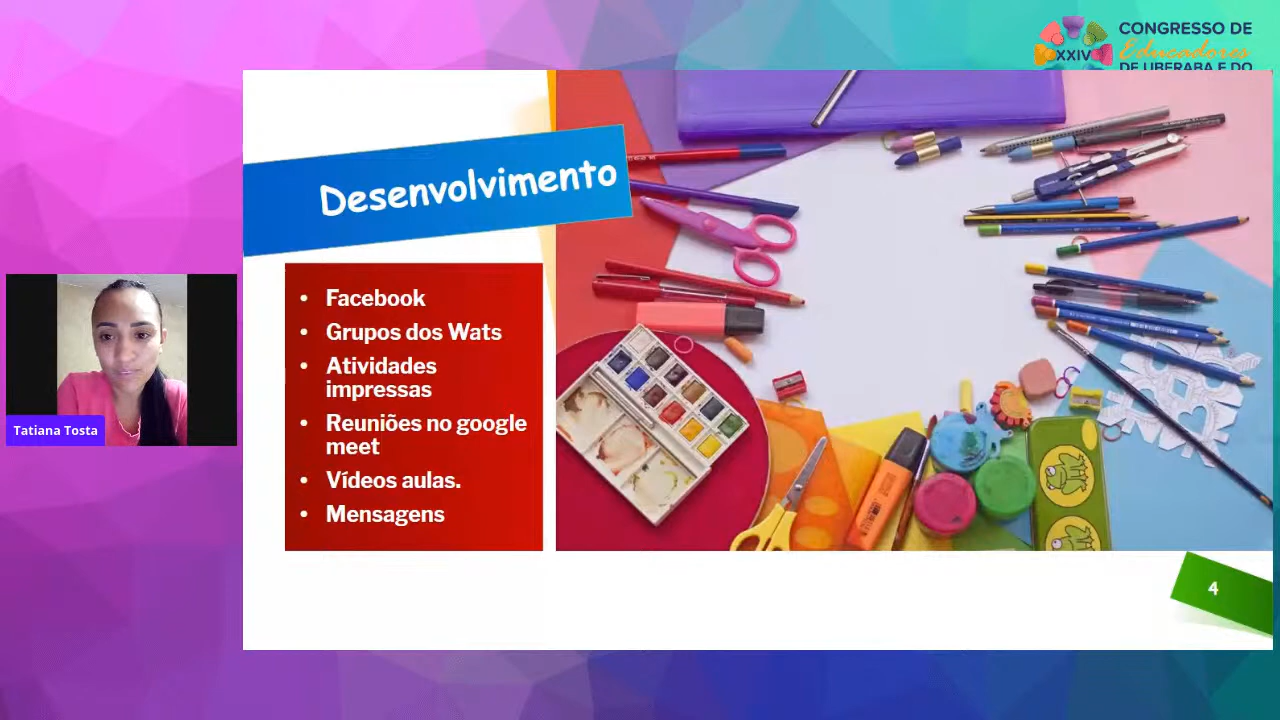 XXIV
CONGRESSO DE
Educadores
DE UBERABA E DO
Desenvolvimento
• Facebook
• Grupos dos Wats
• Atividades
impressas
• Reuniões no google
meet
• Vídeos aulas.
• Mensagens
Tatiana Tosta
4